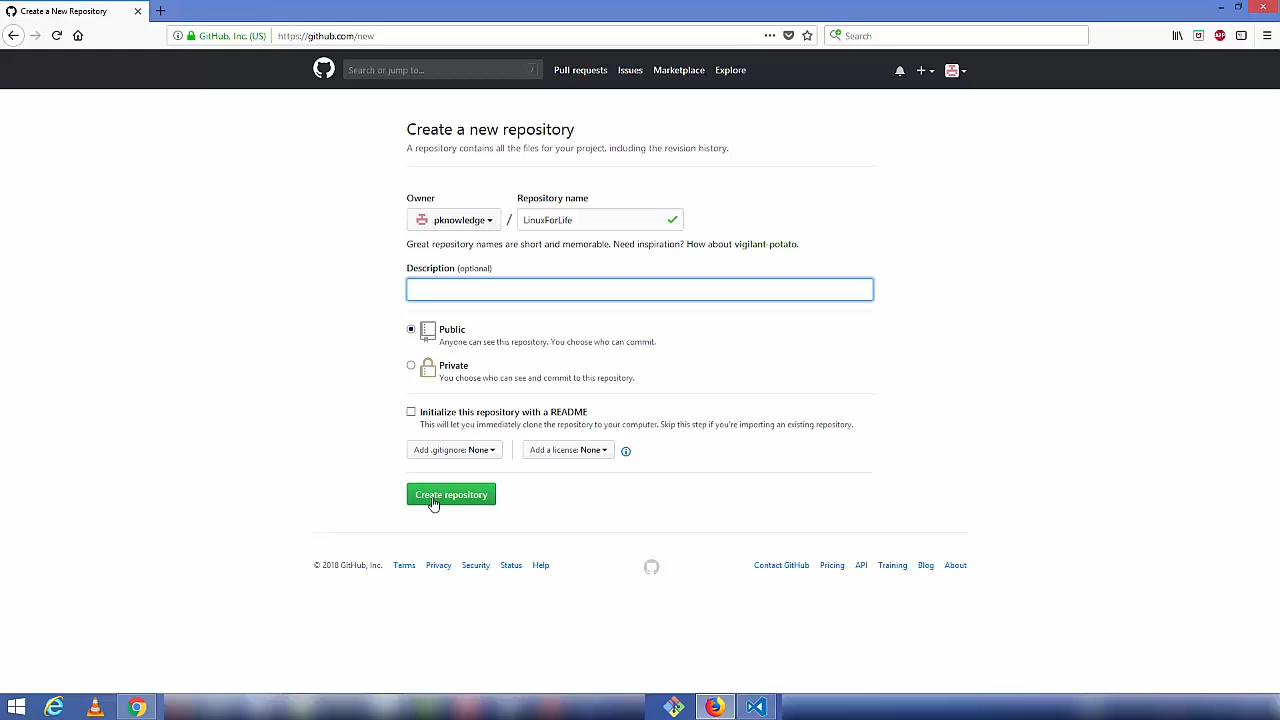 Create a New Repository
GitHub, Inc. (US) https://github.com/new
Search
Search or jump to... /
Pull requests Issues Marketplace Explore
Create a new repository
A repository contains all the files for your project, including the revision history.
Owner Repository name
pknowledge / LinuxForLife
Great repository names are short and memorable. Need inspiration? How about vigilant-potato.
Description (optional)
Public
Anyone can see this repository. You choose who can commit.
Private
You choose who can see and commit to this repository.
Initialize this repository with a README
This will let you immediately clone the repository to your computer. Skip this step if you're importing an existing repository.
Add .gitignore: None Add a license: None
Create repository
© 2018 GitHub, Inc. Terms Privacy Security Status Help Contact GitHub Pricing API Training Blog About